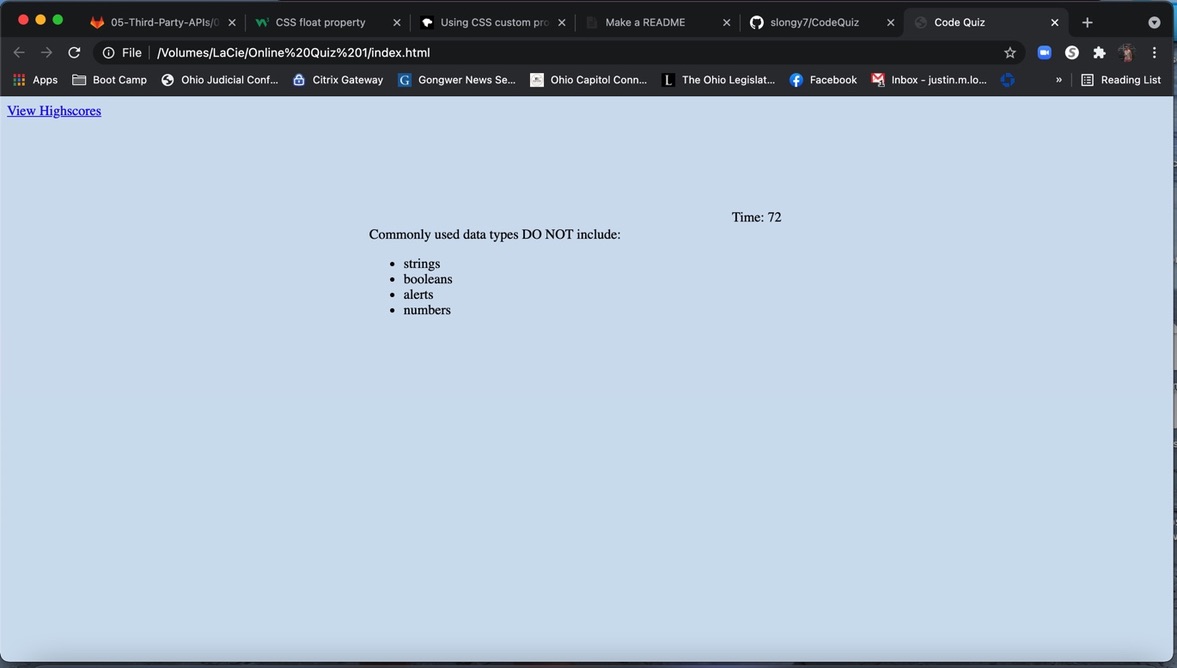 05-Third-Party-APIs/0
CSS float property
Using CSS custom pro
Make a README
slongy7/CodeQuiz
Code Quiz
File /Volumes/LaCie/Online%20Quiz%201/index.html
Apps Boot Camp Ohio Judicial Conf... Citrix Gateway G Gongwer News Se... Ohio Capitol Conn... L The Ohio Legislat... Facebook Inbox - justin.m.lo... » Reading List
View Highscores
Time: 72
Commonly used data types DO NOT include:
• strings
• booleans
• alerts
• numbers